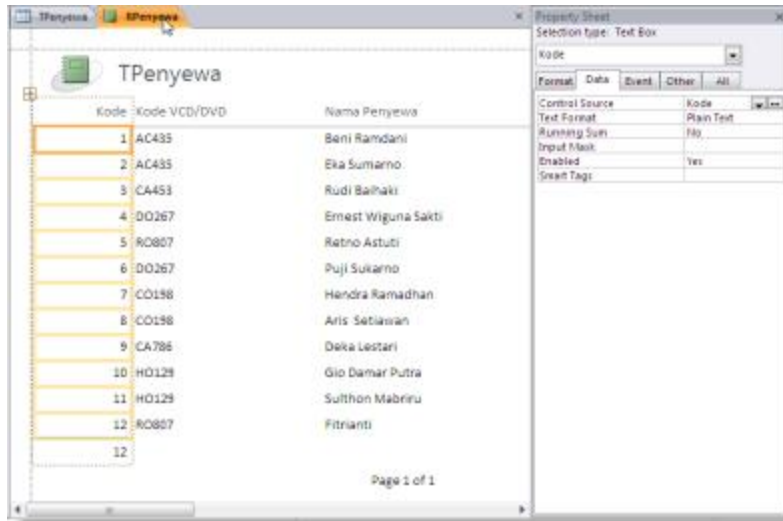 TPenyewa RPenyewa
TPenyewa
Kode Kode VCD/DVD Nama Penyewa
1 AC435 Beni Ramdani
2 AC435 Eka Sumarno
3 CA453 Rudi Baihaki
4 DO267 Ernest Wiguna Sakti
5 RO807 Retno Astuti
6 DO267 Puji Sukarno
7 CO198 Hendra Ramadhan
8 CO198 Aris Setiawan
9 CA786 Deka Lestari
10 HO129 Gio Damar Putra
11 HO129 Sulthon Mabriru
12 RO807 Fitrianti
12
Page 1 of 1
Property Sheet
Selection type: Text Box
Kode
Format Data Event Other All
Control Source Kode
Text Format Plain Text
Running Sum No
Input Mask
Enabled Yes
Smart Tags